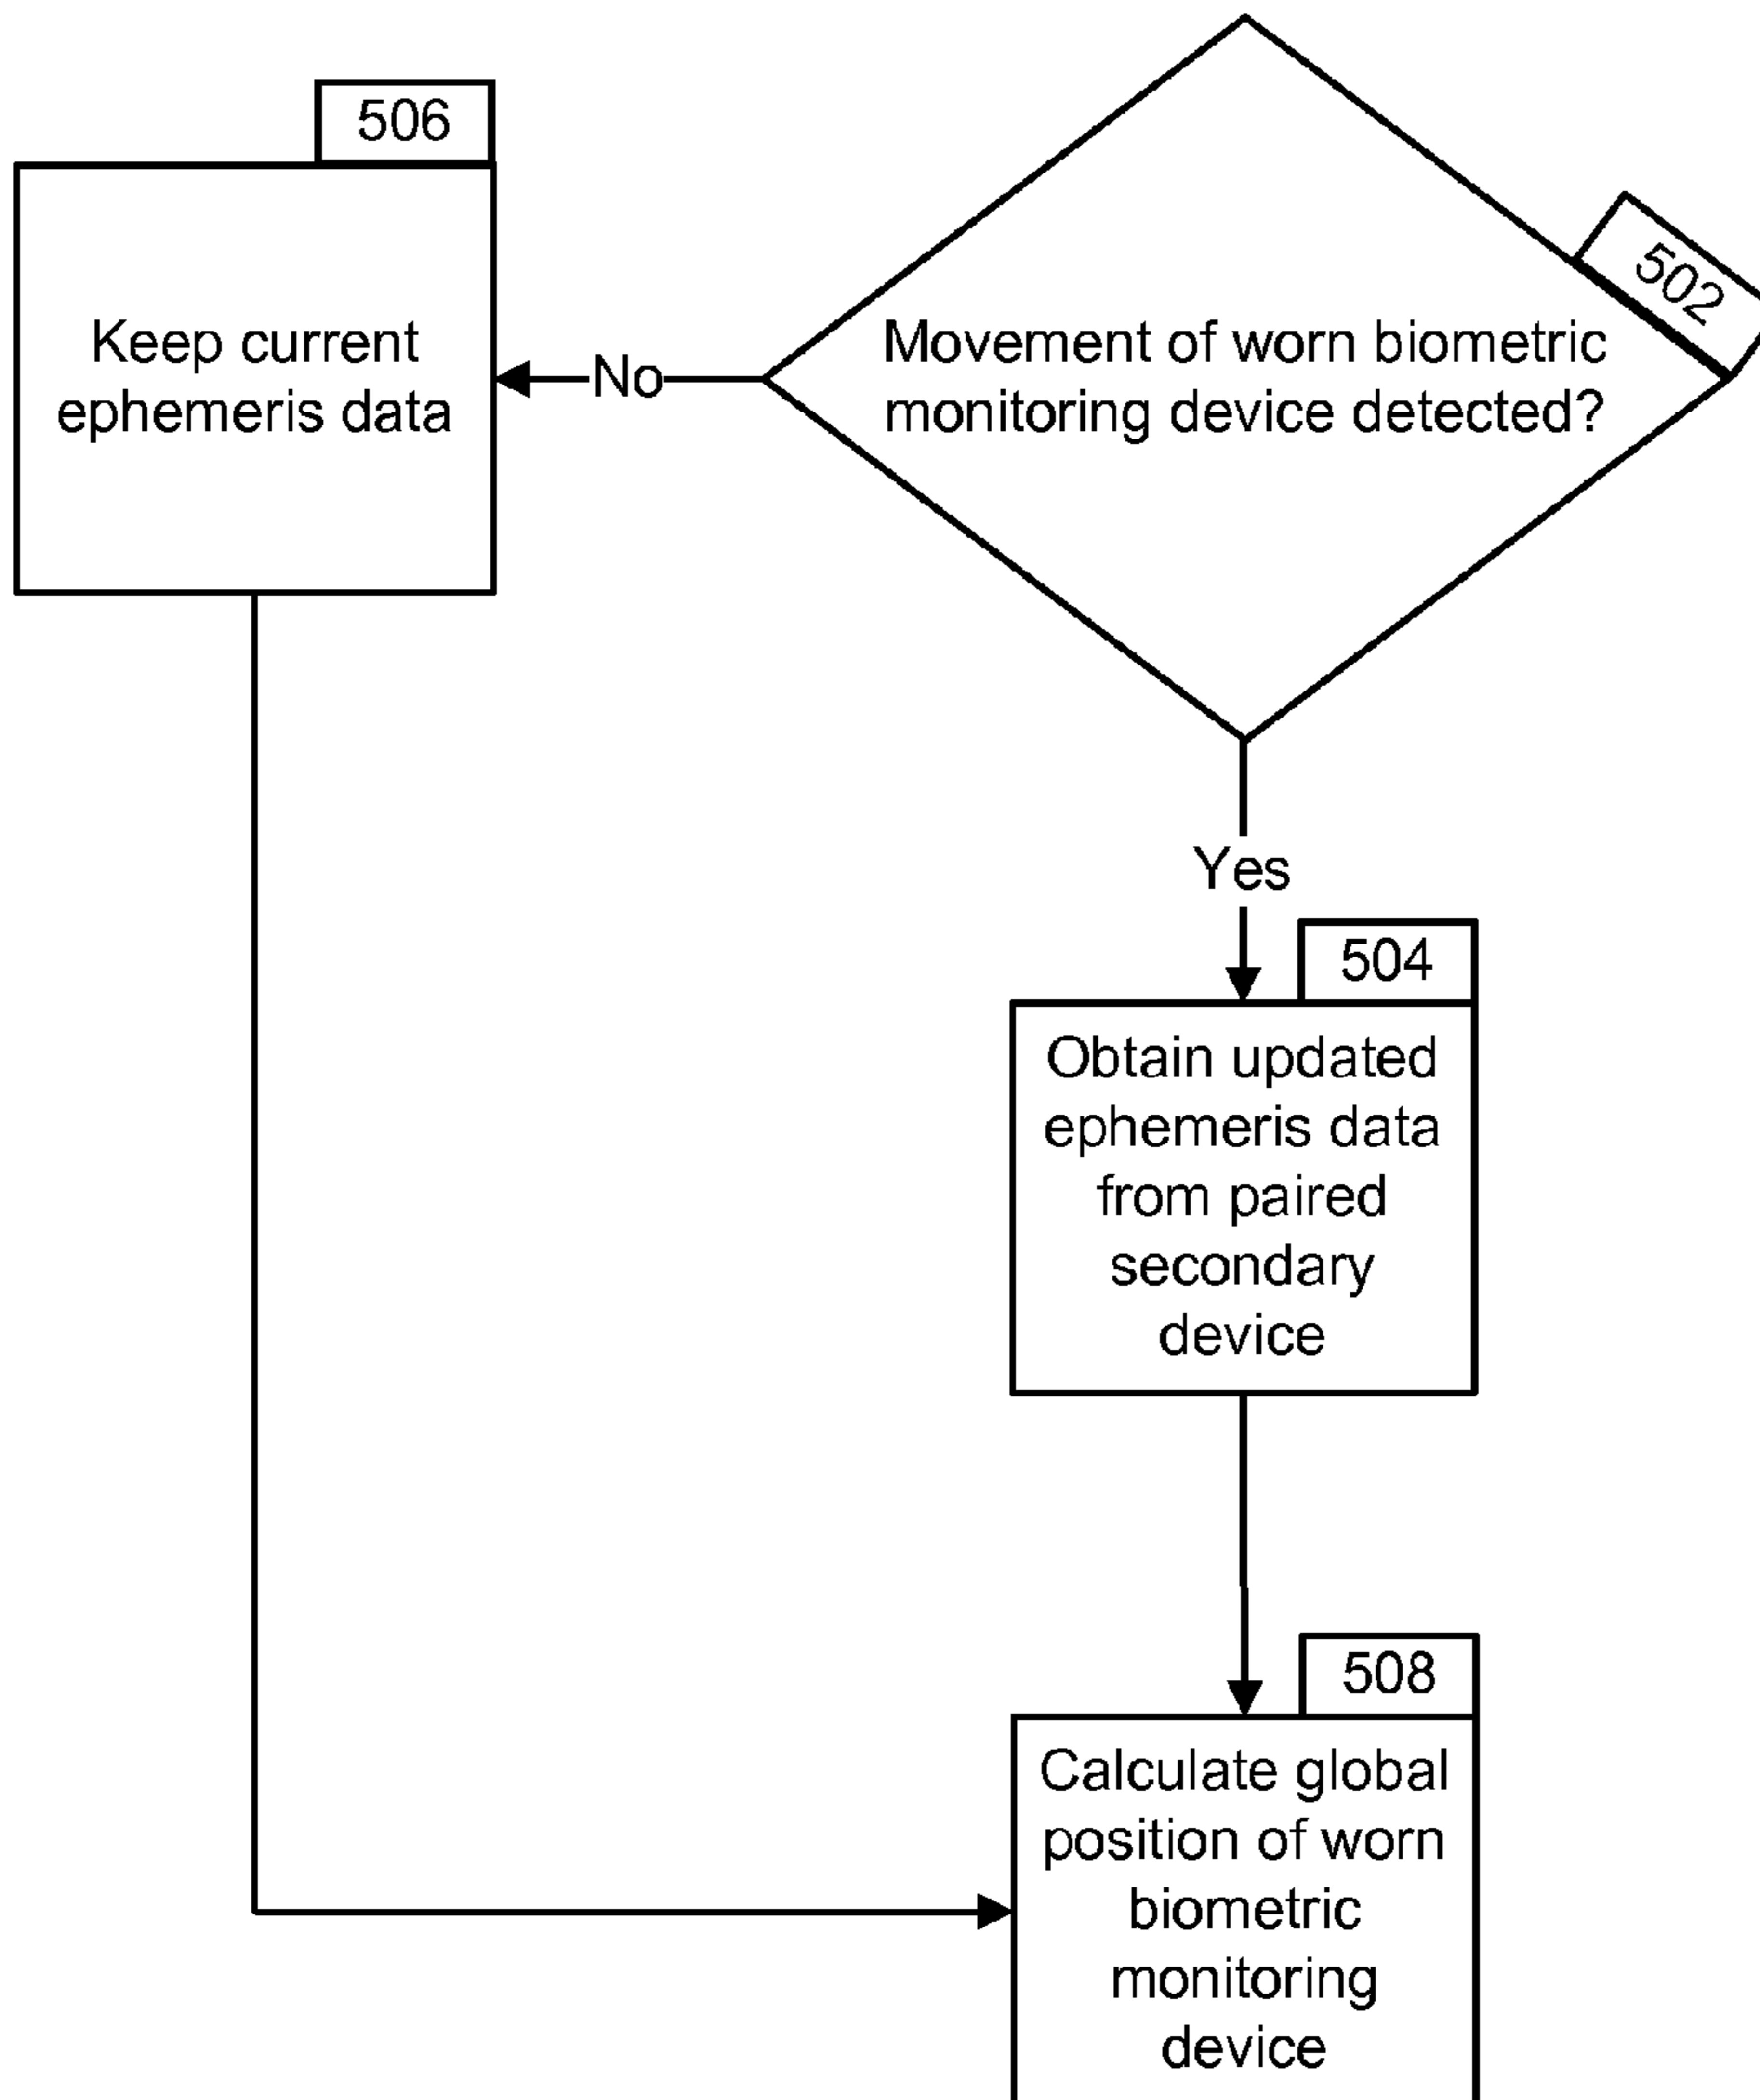 506
Keep current
ephemeris data
No
502
Movement of worn biometric
monitoring device detected?
Yes
504
Obtain updated
ephemeris data
from paired
secondary
device
508
Calculate global
position of worn
biometric
monitoring
device